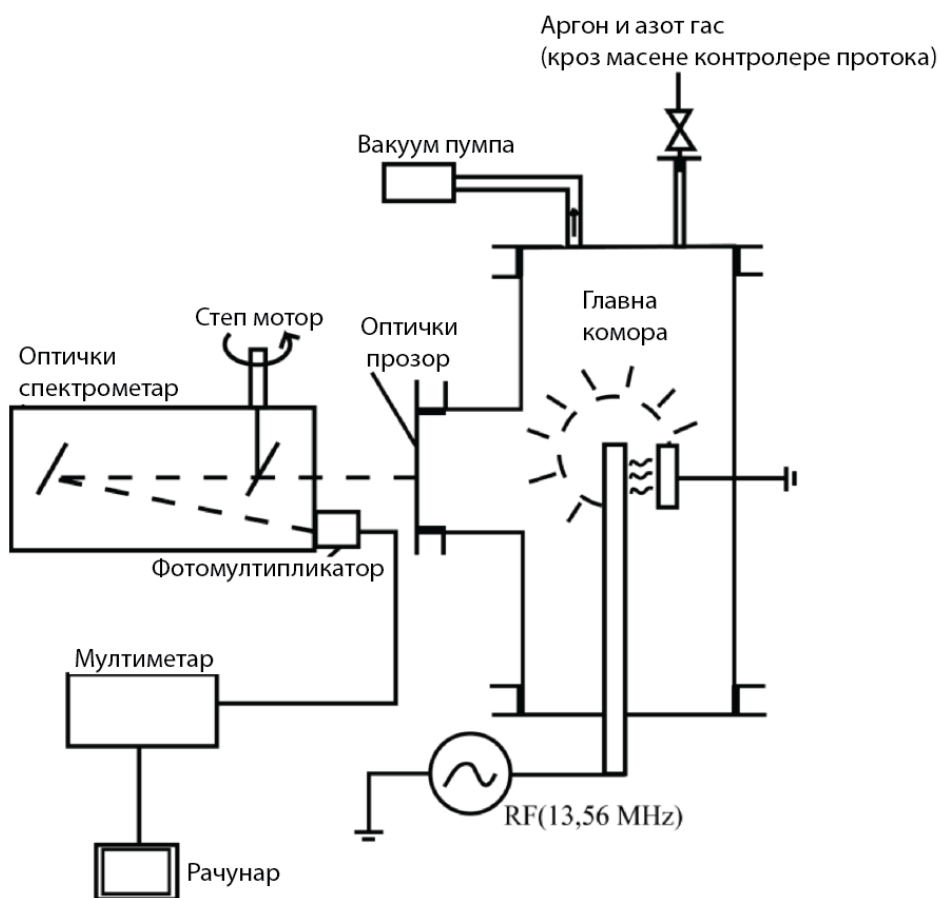 Аргон и азот гас
(кроз масене контролере протока)
Вакуум пумпа
Главна
комора
Степ мотор
Оптички
прозор
Оптички
спектрометар
Фотомултипликатор
Мултиметар
RF(13,56 MHz)
Рачунар